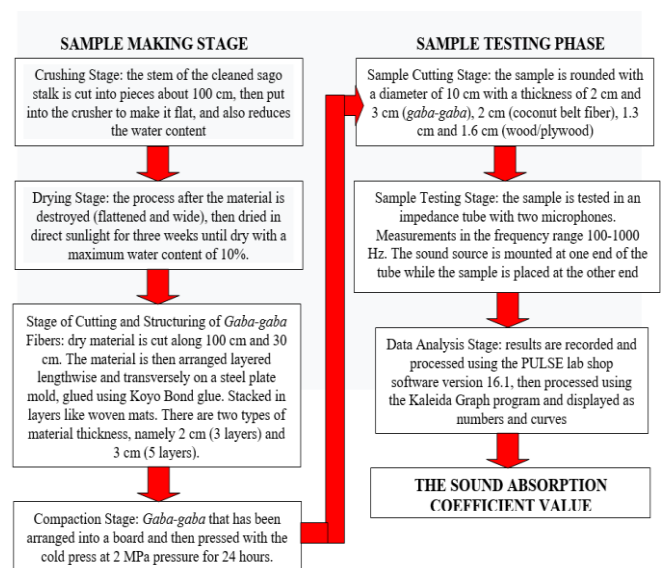 SAMPLE MAKING STAGE
Crushing Stage: the stem of the cleaned sago
stalk is cut into pieces about 100 cm, then put
into the crusher to make it flat, and also reduces
the water content
Drying Stage: the process after the material is
destroyed (flattened and wide), then dried in
direct sunlight for three weeks until dry with a
maximum water content of 10%.
Stage of Cutting and Structuring of Gaba-gaba
Fibers: dry material is cut along 100 cm and 30
cm. The material is then arranged layered
lengthwise and transversely on a steel plate
mold, glued using Koyo Bond glue. Stacked in
layers like woven mats. There are two types of
material thickness, namely 2 cm (3 layers) and
3 cm (5 layers).
Compaction Stage: Gaba-gaba that has been
arranged into a board and then pressed with the
cold press at 2 MPa pressure for 24 hours.
SAMPLE TESTING PHASE
Sample Cutting Stage: the sample is rounded with
a diameter of 10 cm with a thickness of 2 cm and
3 cm (gaba-gaba), 2 cm (coconut belt fiber), 1.3
cm and 1.6 cm (wood/plywood)
Sample Testing Stage: the sample is tested in an
impedance tube with two microphones.
Measurements in the frequency range 100-1000
Hz. The sound source is mounted at one end of the
tube while the sample is placed at the other end
Data Analysis Stage: results are recorded and
processed using the PULSE lab shop
software version 16.1, then processed using
the Kaleida Graph program and displayed as
numbers and curves
THE SOUND ABSORPTION
COEFFICIENT VALUE